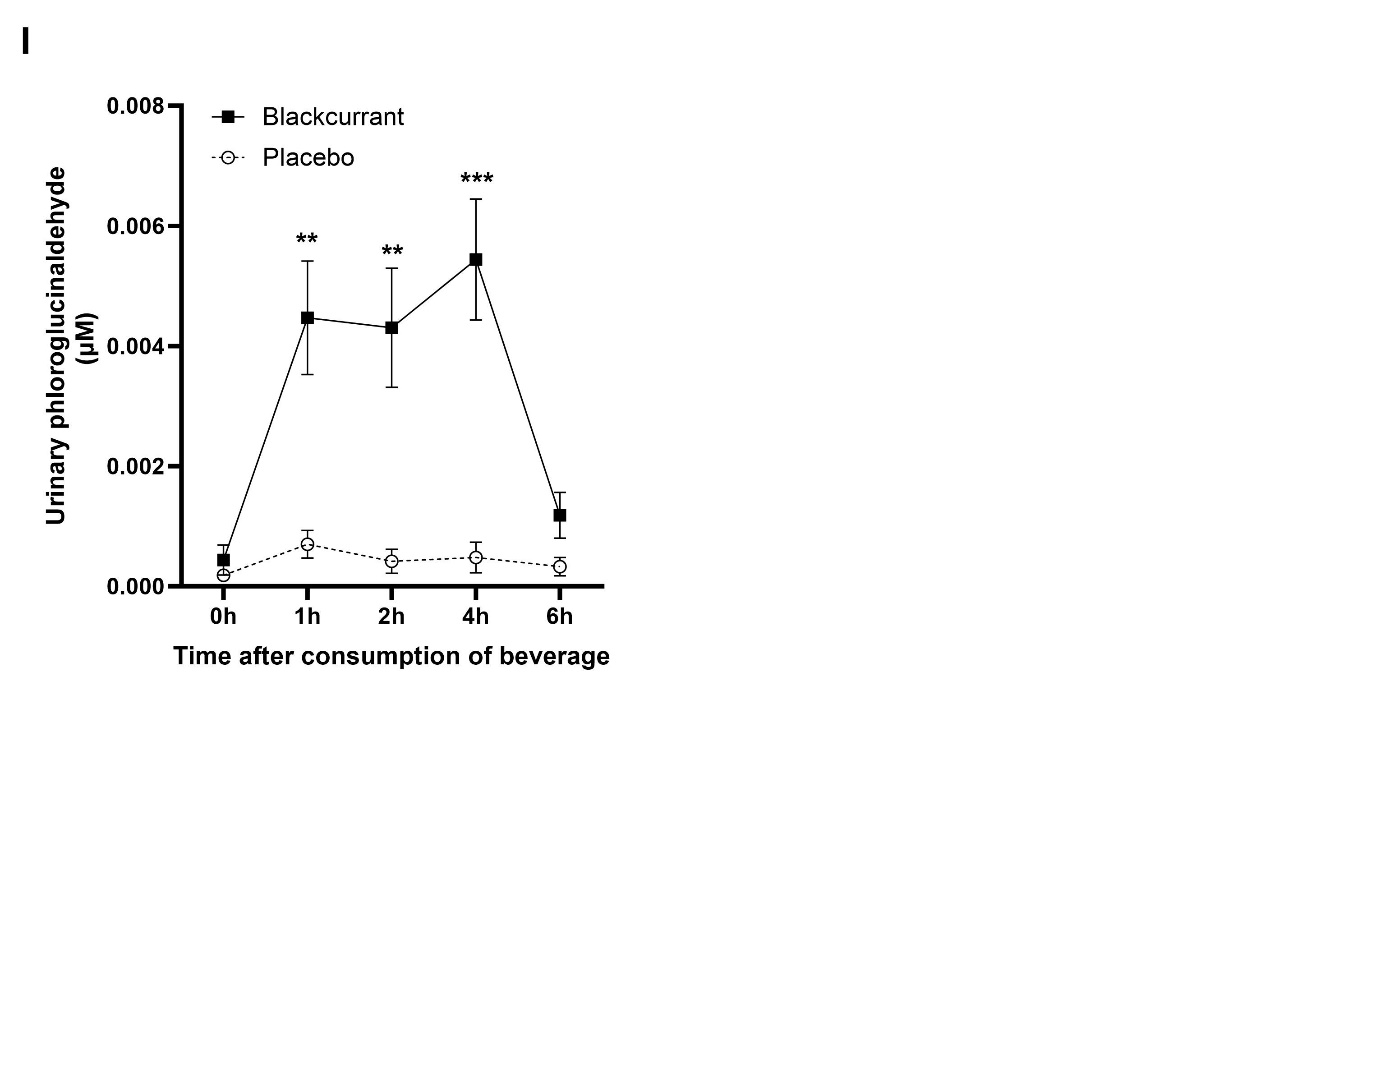 I
0.008
0.006
0.004
0.002
0.000
Urinary phloroglucinaldehyde
(µM)
Blackcurrant
Placebo
**
**
***
0h 1h 2h 4h 6h
Time after consumption of beverage